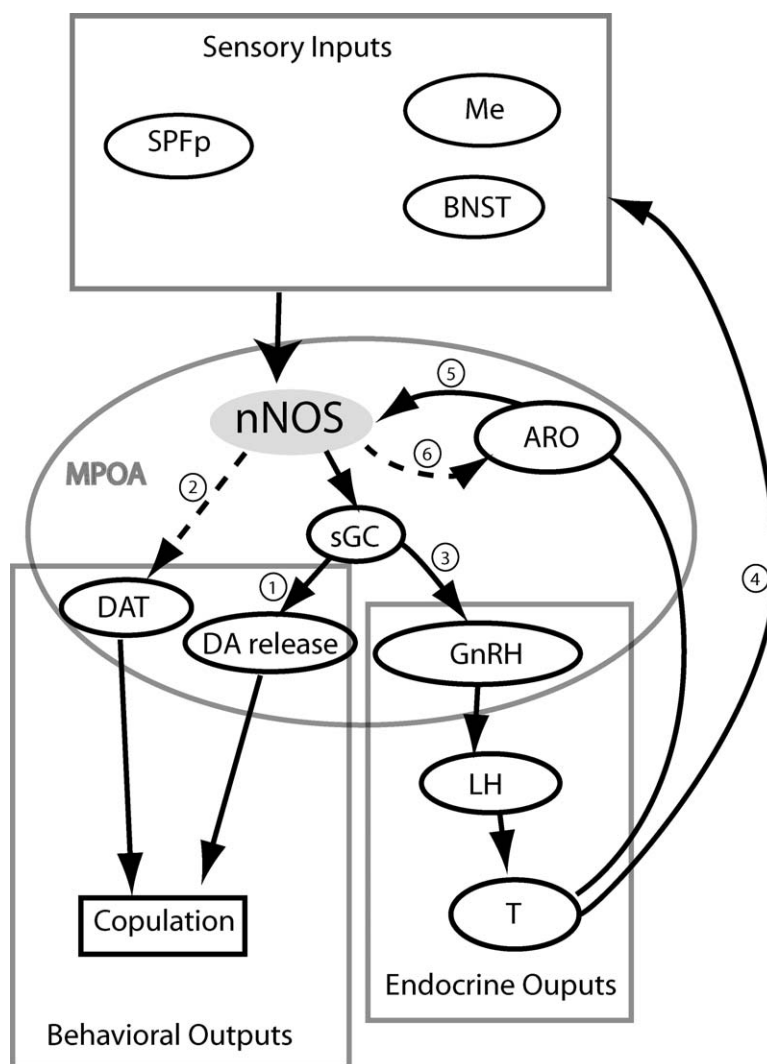 Sensory Inputs
Me
SPFp
BNST
5
nNOS
ARO
6
MPOA
2
sGC
3
4
1
DAT
DA release
GnRH
LH
Copulation
T
Endocrine Ouputs
Behavioral Outputs